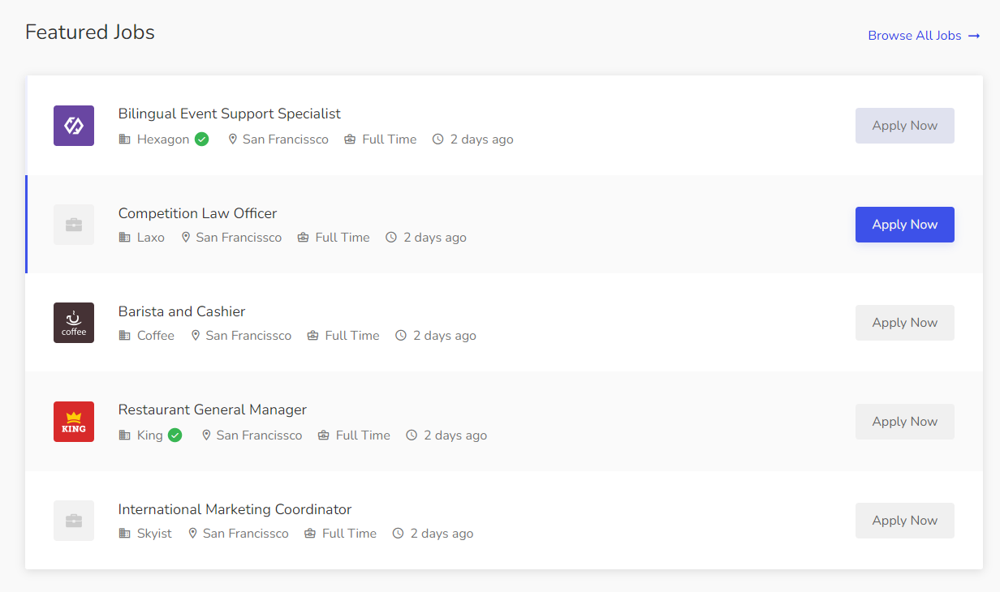 Featured Jobs
Browse All Jobs →
Bilingual Event Support Specialist
Hexagon San Francissco Full Time 2 days ago
Apply Now
Competition Law Officer
Laxo San Francissco Full Time 2 days ago
Apply Now
coffee
Barista and Cashier
Coffee San Francissco Full Time 2 days ago
Apply Now
KING
Restaurant General Manager
King San Francissco Full Time 2 days ago
Apply Now
International Marketing Coordinator
Skyist San Francissco Full Time 2 days ago
Apply Now